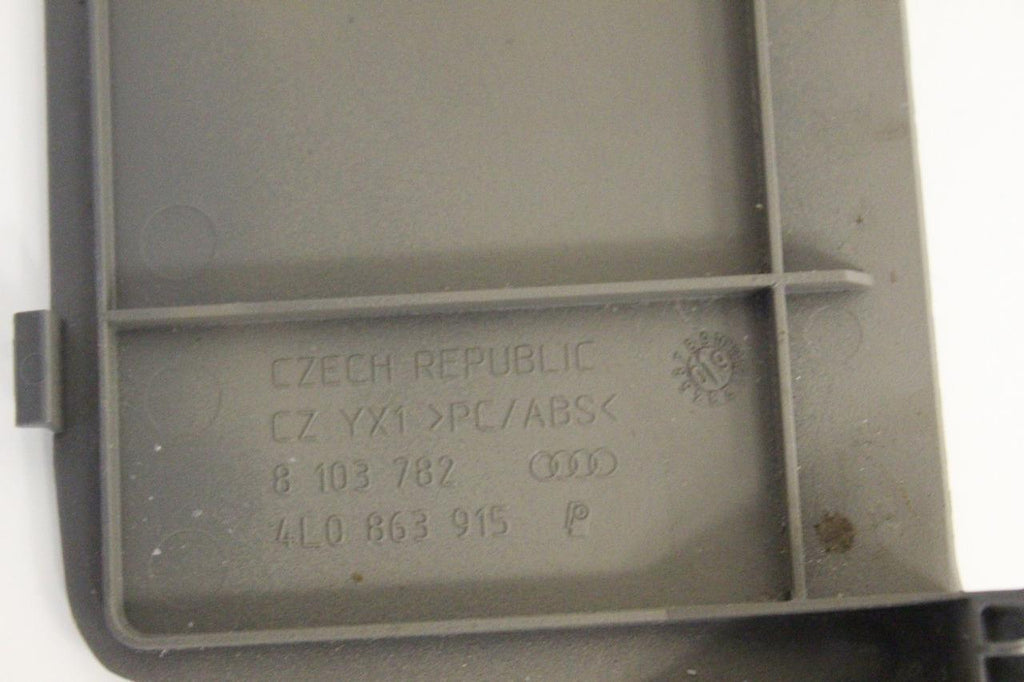 CZECH REPUBLIC
CZ YX1 >PC/ABS<
8 103 782
4L0 863 915